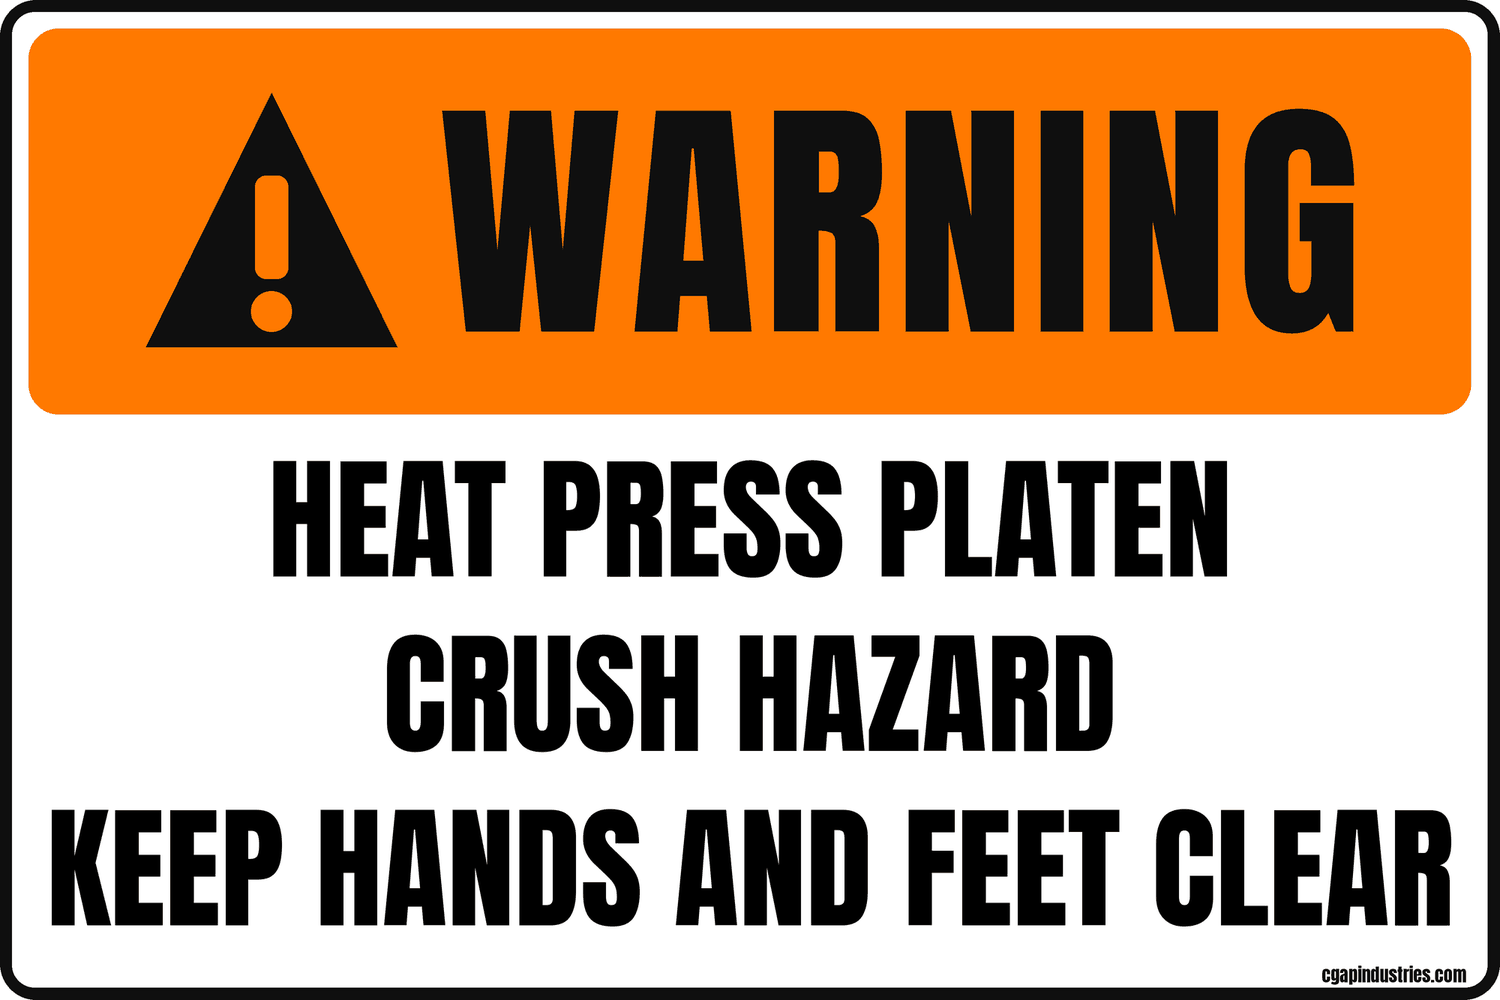 WARNING
HEAT PRESS PLATEN
CRUSH HAZARD
KEEP HANDS AND FEET CLEAR
cgapindustries.com